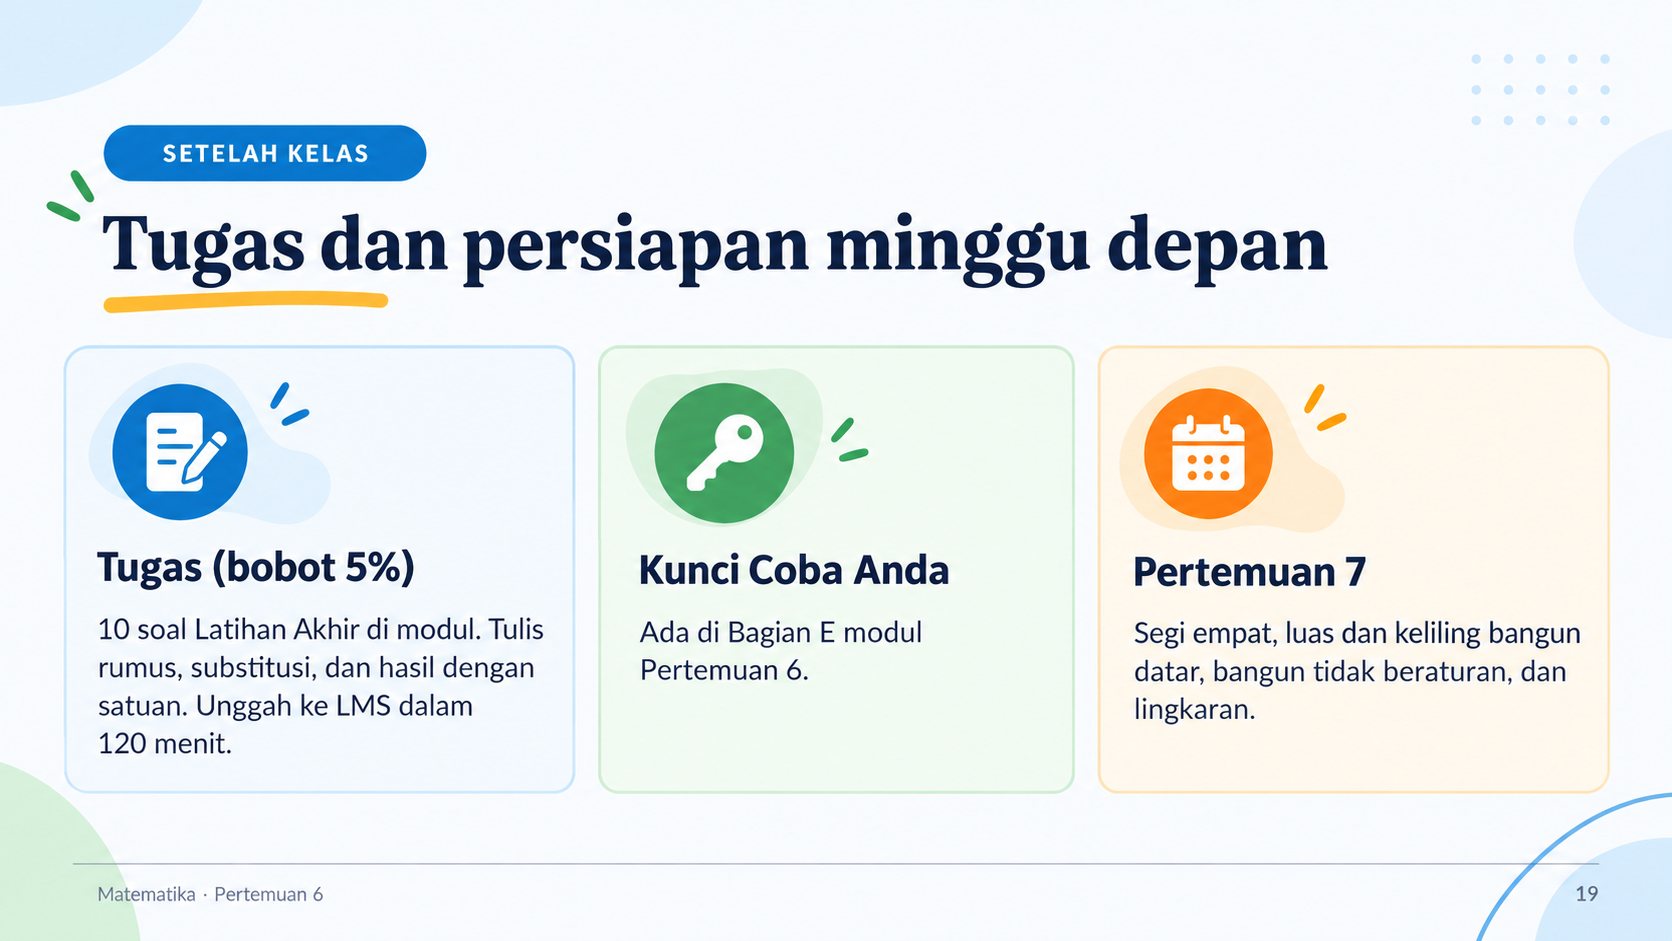 SETELAH KELAS
Tugas dan persiapan minggu depan
Tugas (bobot 5%)
10 soal Latihan Akhir di modul. Tulis
rumus, substitusi, dan hasil dengan
satuan. Unggah ke LMS dalam
120 menit.
Kunci Coba Anda
Ada di Bagian E modul
Pertemuan 6.
Pertemuan 7
Segi empat, luas dan keliling bangun
datar, bangun tidak beraturan, dan
lingkaran.
Matematika · Pertemuan 6
19